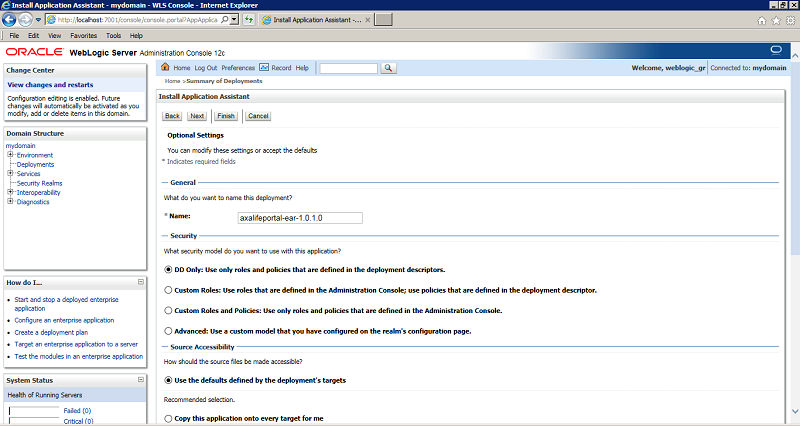 Install Application Assistant - mydomain - WLS Console - Internet Explorer
http://localhost:7001/console/console.portal?AppApplica
Install Application Assistant -...
File Edit View Favorites Tools Help
ORACLE WebLogic Server Administration Console 12c
Change Center
View changes and restarts
Configuration editing is enabled. Future
changes will automatically be activated as you
modify, add or delete items in this domain.
Domain Structure
mydomain
Environment
Deployments
Services
Security Realms
Interoperability
Diagnostics
How do I...
Start and stop a deployed enterprise
application
Configure an enterprise application
Create a deployment plan
Target an enterprise application to a server
Test the modules in an enterprise application
System Status
Health of Running Servers
Failed (0)
Critical (0)
Home Log Out Preferences Record Help
Welcome, weblogic_gr Connected to: mydomain
Home >Summary of Deployments
Install Application Assistant
Back Next Finish Cancel
Optional Settings
You can modify these settings or accept the defaults
* Indicates required fields
General
What do you want to name this deployment?
* Name: axalifeportal-ear-1.0.1.0
Security
What security model do you want to use with this application?
DD Only: Use only roles and policies that are defined in the deployment descriptors.
Custom Roles: Use roles that are defined in the Administration Console; use policies that are defined in the deployment descriptor.
Custom Roles and Policies: Use only roles and policies that are defined in the Administration Console.
Advanced: Use a custom model that you have configured on the realm's configuration page.
Source Accessibility
How should the source files be made accessible?
Use the defaults defined by the deployment's targets
Recommended selection.
Copy this application onto every target for me